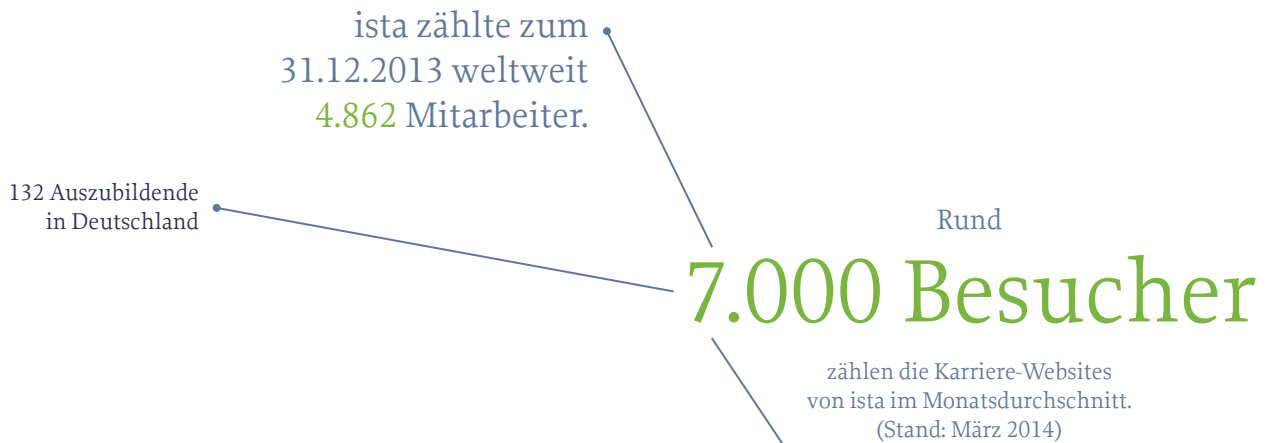 ista zählte zum
31.12.2013 weltweit
4.862 Mitarbeiter.
132 Auszubildende
in Deutschland
Rund
7.000 Besucher
zählen die Karriere-Websites
von ista im Monatsdurchschnitt.
(Stand: März 2014)